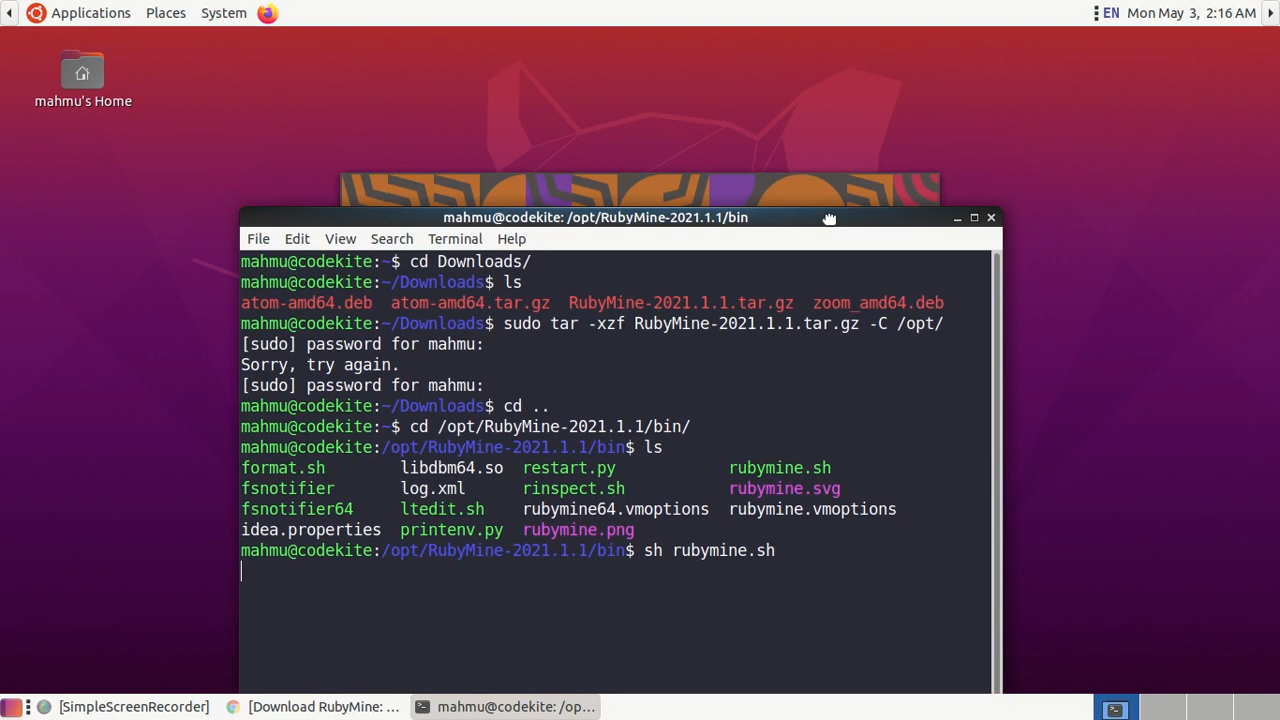 Applications Places System EN Mon May 3, 2:16 AM
mahmu's Home
mahmu@codekite: /opt/RubyMine-2021.1.1/bin
File Edit View Search Terminal Help
mahmu@codekite:~$ cd Downloads/
mahmu@codekite:~/Downloads$ ls
atom-amd64.deb atom-amd64.tar.gz RubyMine-2021.1.1.tar.gz zoom_amd64.deb
mahmu@codekite:~/Downloads$ sudo tar -xzf RubyMine-2021.1.1.tar.gz -C /opt/
[sudo] password for mahmu:
Sorry, try again.
[sudo] password for mahmu:
mahmu@codekite:~/Downloads$ cd ..
mahmu@codekite:~$ cd /opt/RubyMine-2021.1.1/bin/
mahmu@codekite:/opt/RubyMine-2021.1.1/bin$ ls
format.sh libdbm64.so restart.py rubymine.sh
fsnotifier log.xml rinspect.sh rubymine.svg
fsnotifier64 ltedit.sh rubymine64.vmoptions rubymine.vmoptions
idea.properties printenv.py rubymine.png
mahmu@codekite:/opt/RubyMine-2021.1.1/bin$ sh rubymine.sh
[SimpleScreenRecorder] [Download RubyMine: ... mahmu@codekite: /op...